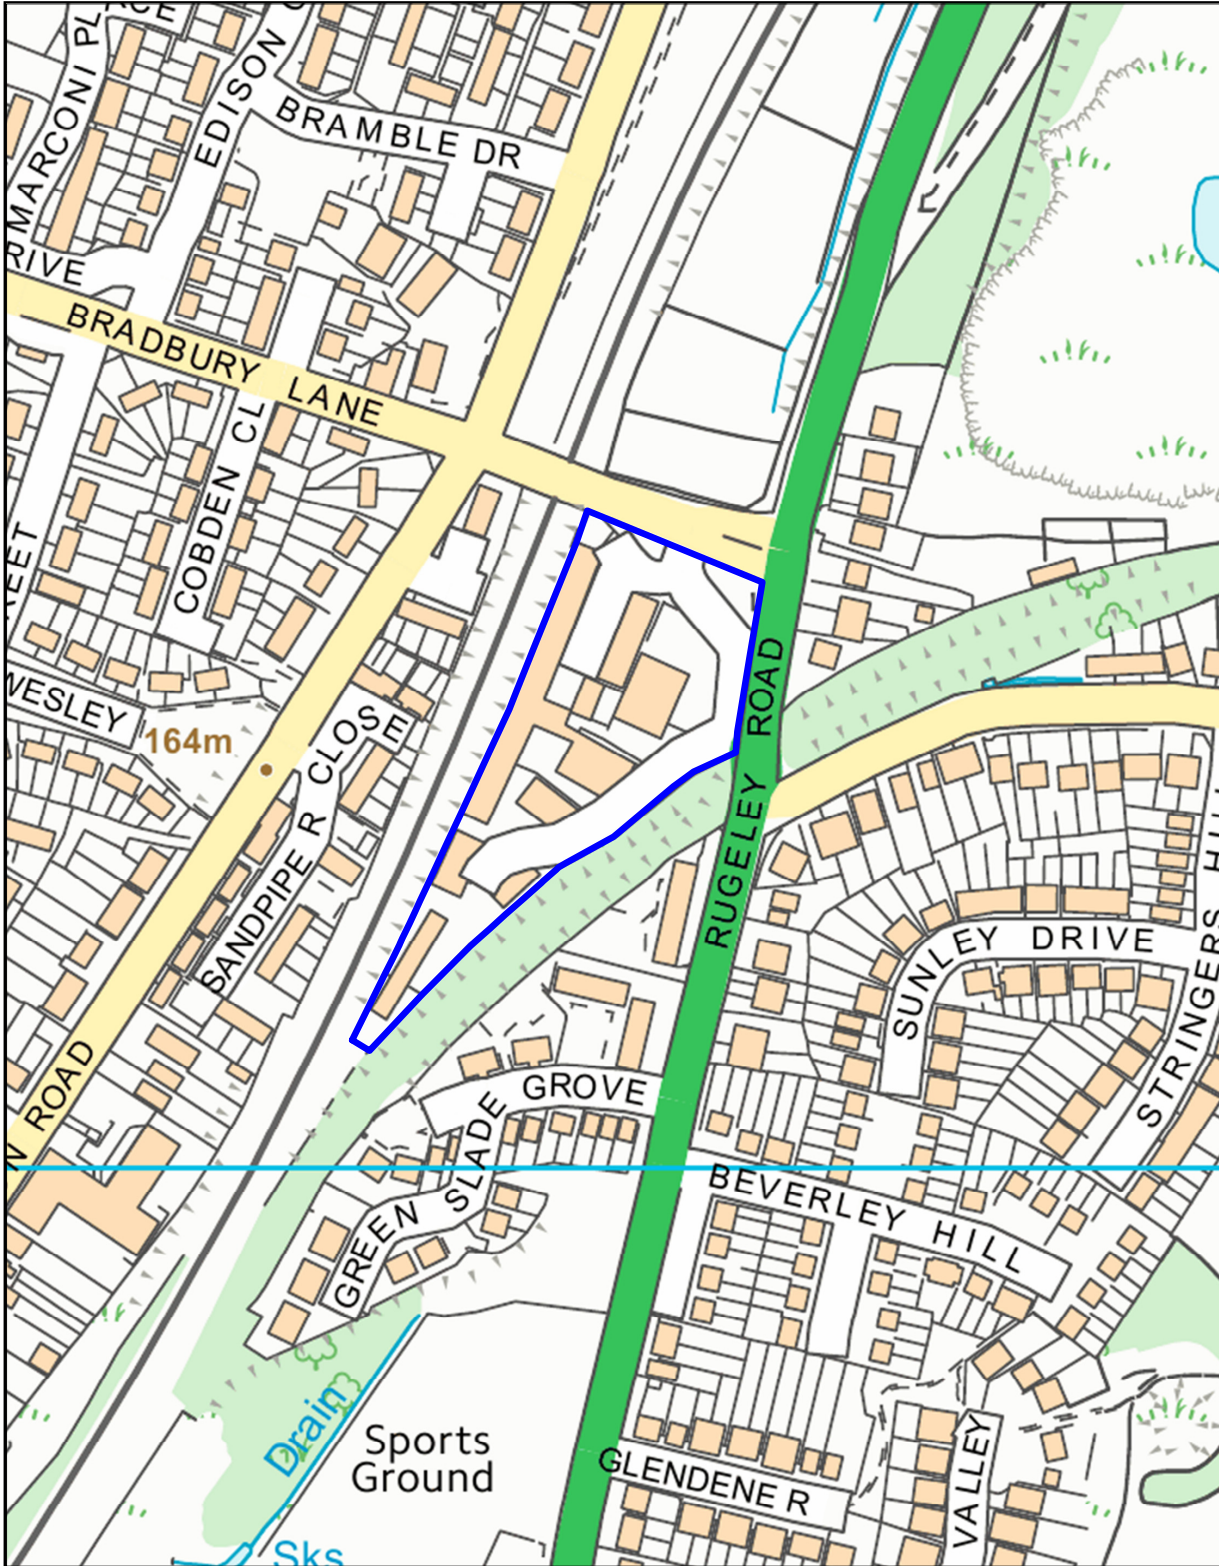 MARCONI PL
EDISON
BRAMBLE DR
RIVE
BRADBURY LANE
COBDEN CL
WESLEY
164m
SANDPIPER CLOSE
RUGELEY ROAD
SUNLEY DRIVE
STRINGERS
ROAD
GREEN SLADE GROVE
BEVERLEY HILL
Drain
Sports
Ground
GLENDENE R
VALLEY
Sks